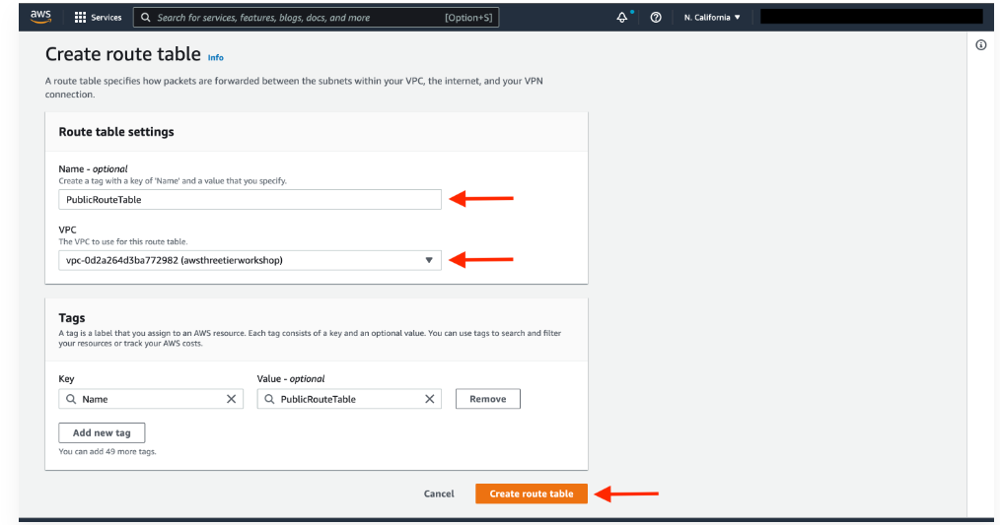 aws Services Search for services, features, blogs, docs, and more [Option+S] N. California ▼
Create route table Info
A route table specifies how packets are forwarded between the subnets within your VPC, the internet, and your VPN
connection.
Route table settings
Name - optional
Create a tag with a key of 'Name' and a value that you specify.
PublicRouteTable
VPC
The VPC to use for this route table.
vpc-0d2a264d3ba772982 (awsthreetierworkshop)
Tags
A tag is a label that you assign to an AWS resource. Each tag consists of a key and an optional value. You can use tags to search and filter
your resources or track your AWS costs.
Key Value - optional
Name PublicRouteTable Remove
Add new tag
You can add 49 more tags.
Cancel Create route table